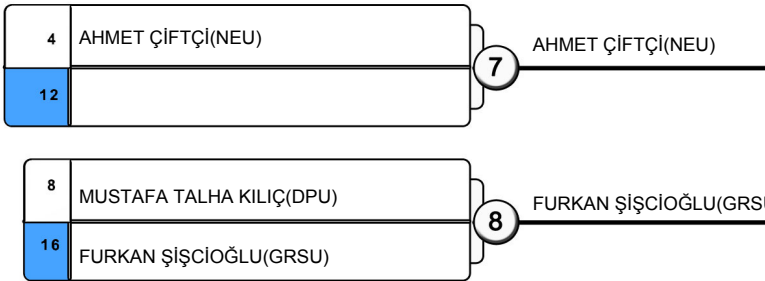 4 AHMET ÇİFTÇİ(NEU)
7 AHMET ÇİFTÇİ(NEU)
12
8 MUSTAFA TALHA KILIÇ(DPU)
8 FURKAN ŞİŞCİOĞLU(GRSU
16 FURKAN ŞİŞCİOĞLU(GRSU)